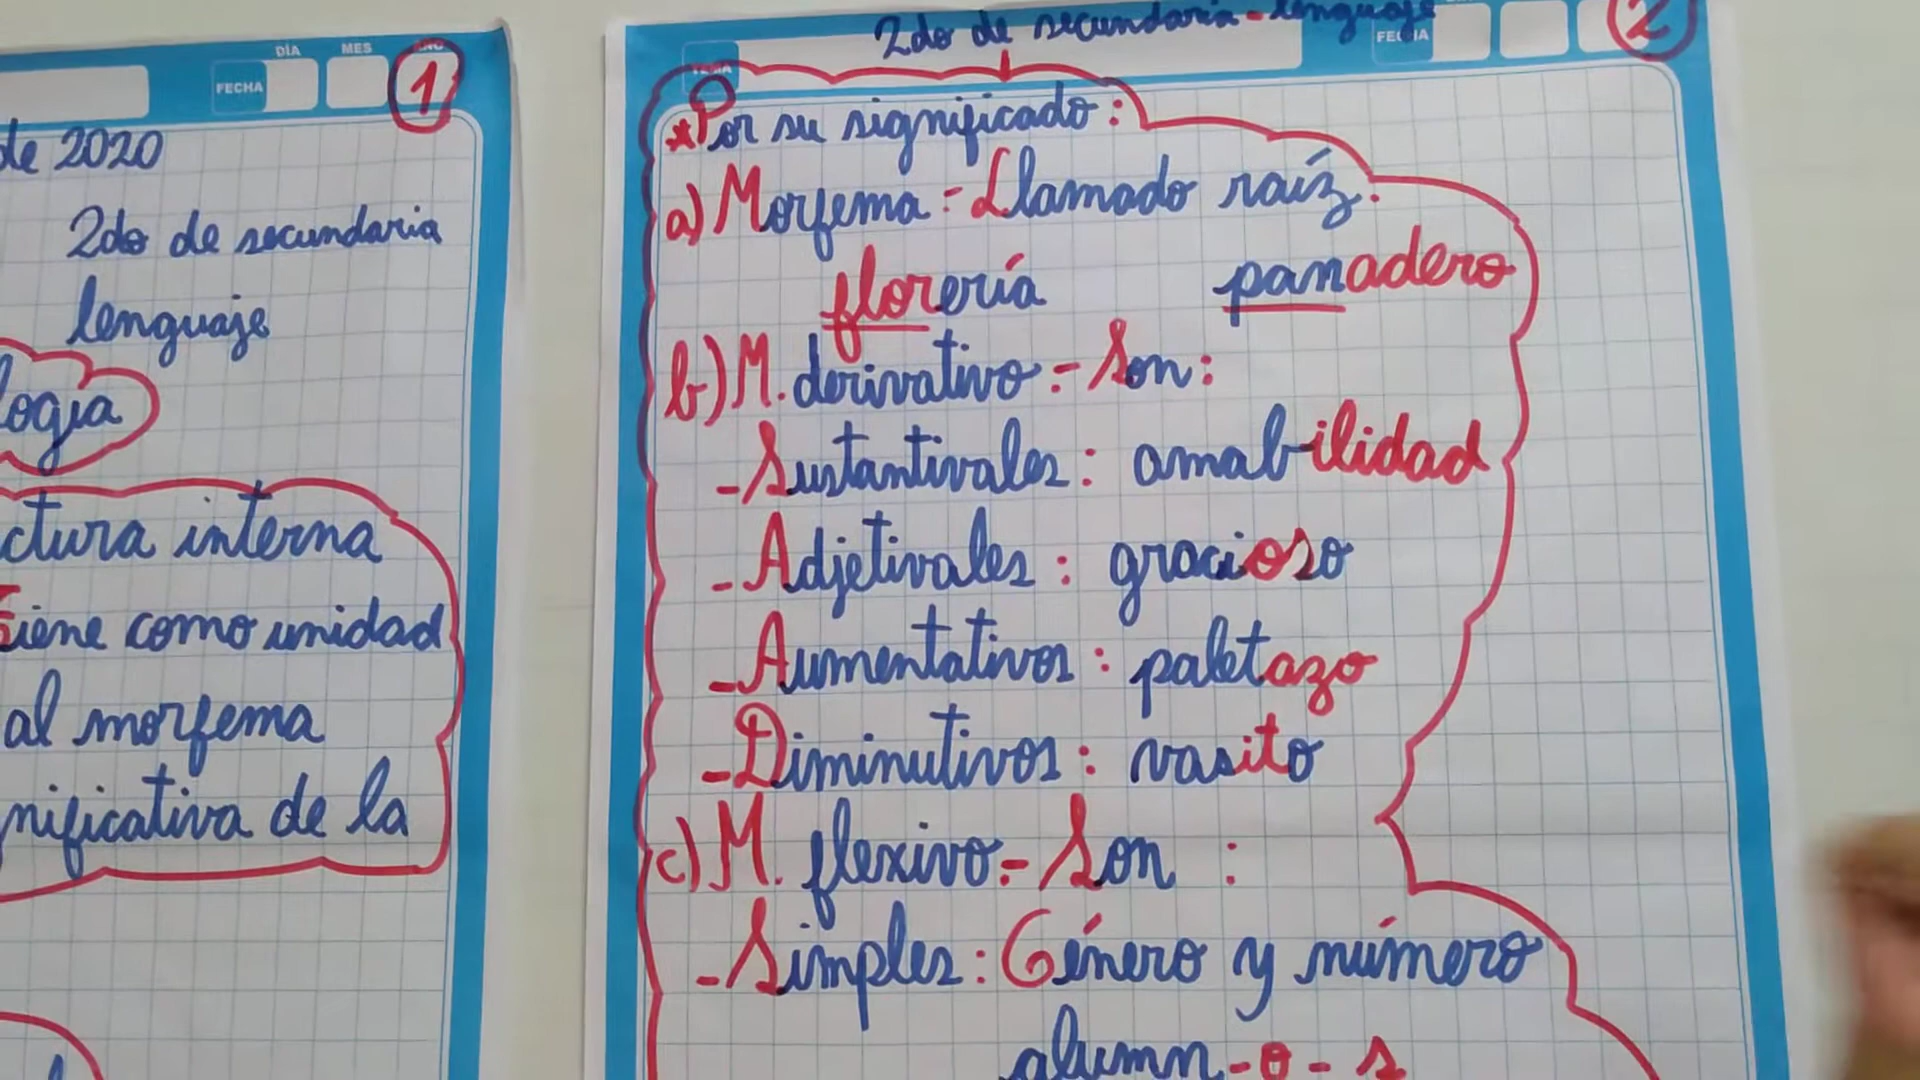 DÍA MES
FECHA
1
de 2020
2do de secundaria
lenguaje
logía
ctura interna
Tiene como unidad
al morfema
nificativa de la
2do de secundaria - lenguaje
FECHA
2
*Por su significado:
a) Morfema - Llamado raíz.
florería panadero
b) M. derivativo.- Son:
- Sustantivales: amabilidad
- Adjetivales: gracioso
- Aumentativos: paletazo
- Diminutivos: vasito
c) M. flexivo.- Son :
- Simples: Género y número
alumn-o-s